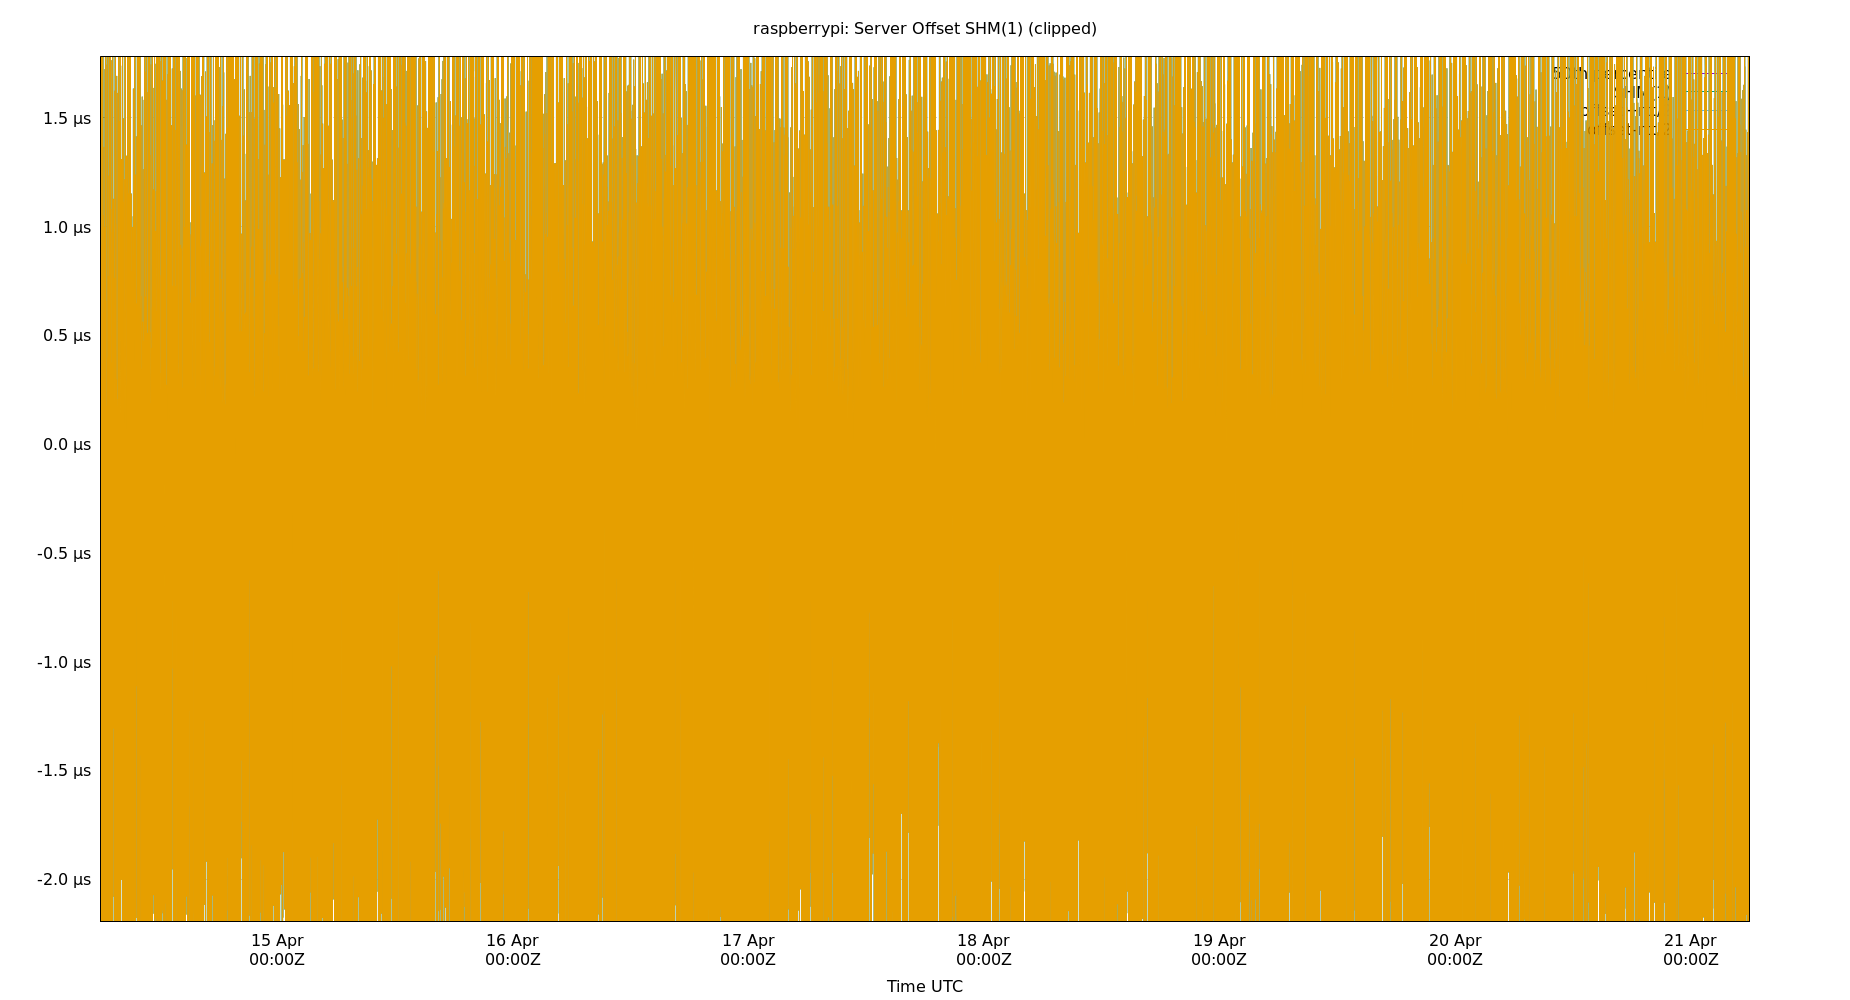 raspberrypi: Server Offset SHM(1) (clipped)
1.5 µs
1.0 µs
0.5 µs
0.0 µs
-0.5 µs
-1.0 µs
-1.5 µs
-2.0 µs
15 Apr 16 Apr 17 Apr 18 Apr 19 Apr 20 Apr 21 Apr
00:00Z 00:00Z 00:00Z 00:00Z 00:00Z 00:00Z 00:00Z
Time UTC